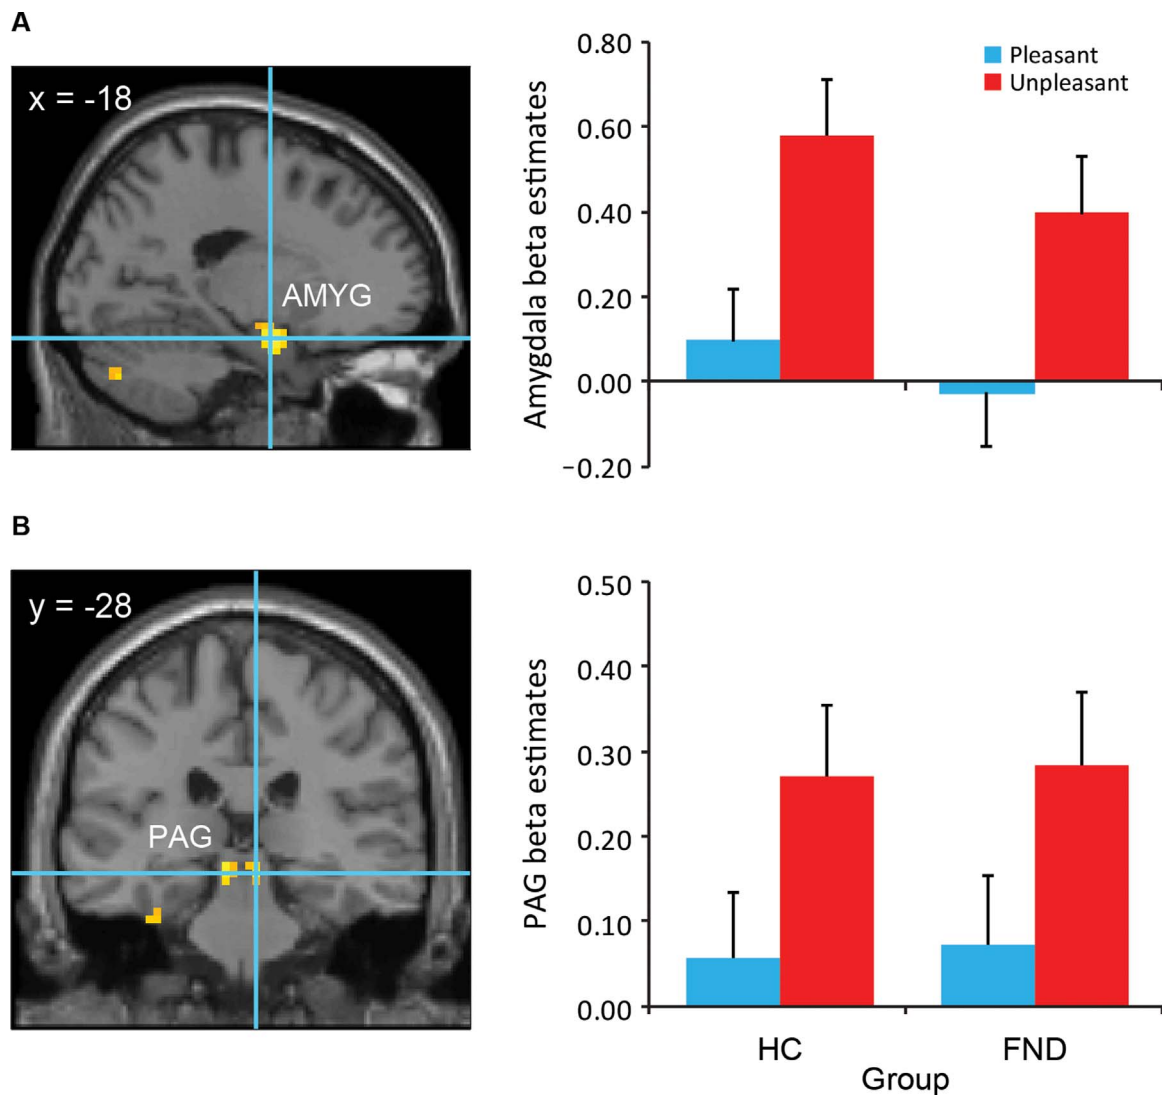 A
x = -18
AMYG
Amygdala beta estimates
0.80
0.60
0.40
0.20
0.00
−0.20
Pleasant
Unpleasant
B
y = -28
PAG
PAG beta estimates
0.50
0.40
0.30
0.20
0.10
0.00
HC
FND
Group